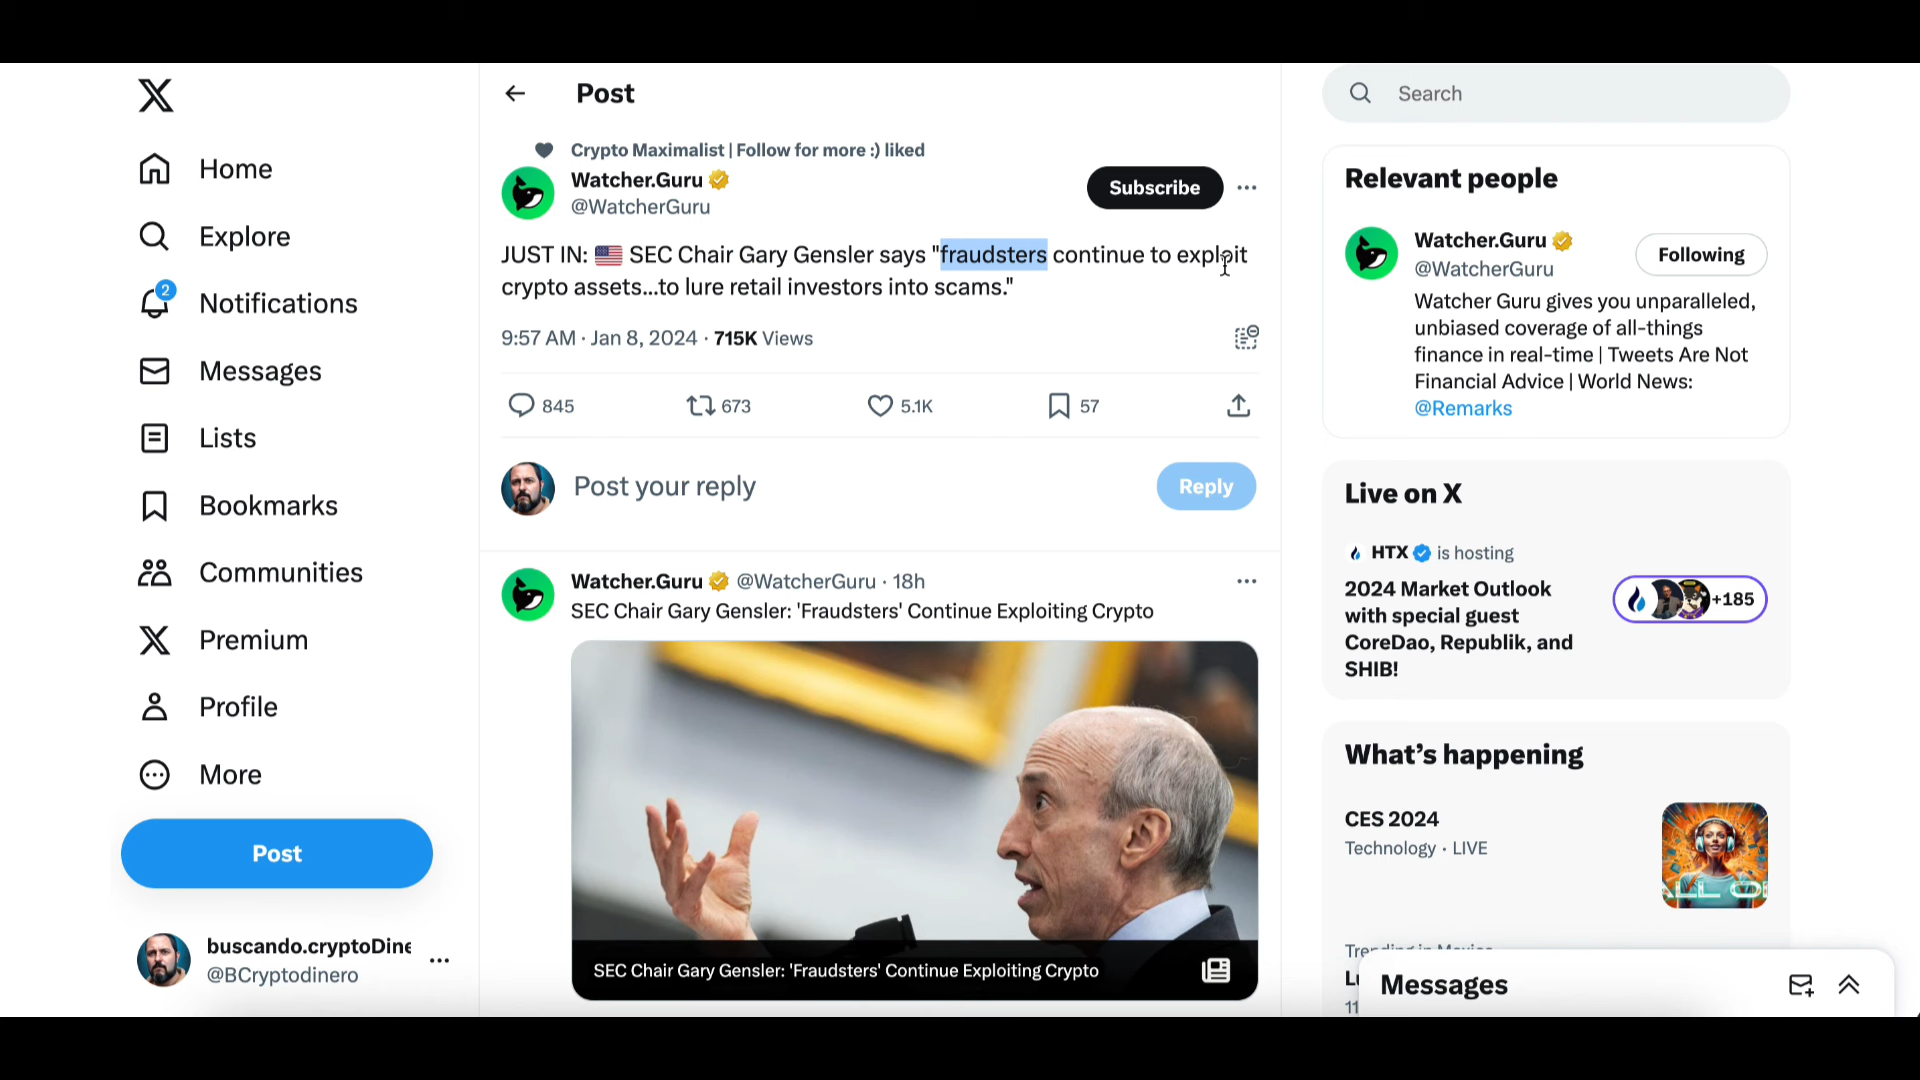 Home
Explore
2
Notifications
Messages
Lists
Bookmarks
Communities
Premium
Profile
More
Post
buscando.cryptoDine
@BCryptodinero
Post
Crypto Maximalist | Follow for more :) liked
Watcher.Guru
@WatcherGuru
Subscribe
JUST IN: 🇺🇸 SEC Chair Gary Gensler says "fraudsters continue to exploit
crypto assets...to lure retail investors into scams."
9:57 AM · Jan 8, 2024 · 715K Views
845 673 5.1K 57
Post your reply
Reply
Watcher.Guru @WatcherGuru · 18h
SEC Chair Gary Gensler: 'Fraudsters' Continue Exploiting Crypto
SEC Chair Gary Gensler: 'Fraudsters' Continue Exploiting Crypto
Search
Relevant people
Watcher.Guru
@WatcherGuru
Following
Watcher Guru gives you unparalleled,
unbiased coverage of all-things
finance in real-time | Tweets Are Not
Financial Advice | World News:
@Remarks
Live on X
HTX is hosting
2024 Market Outlook
with special guest
CoreDao, Republik, and
SHIB!
+185
What's happening
CES 2024
Technology · LIVE
Messages